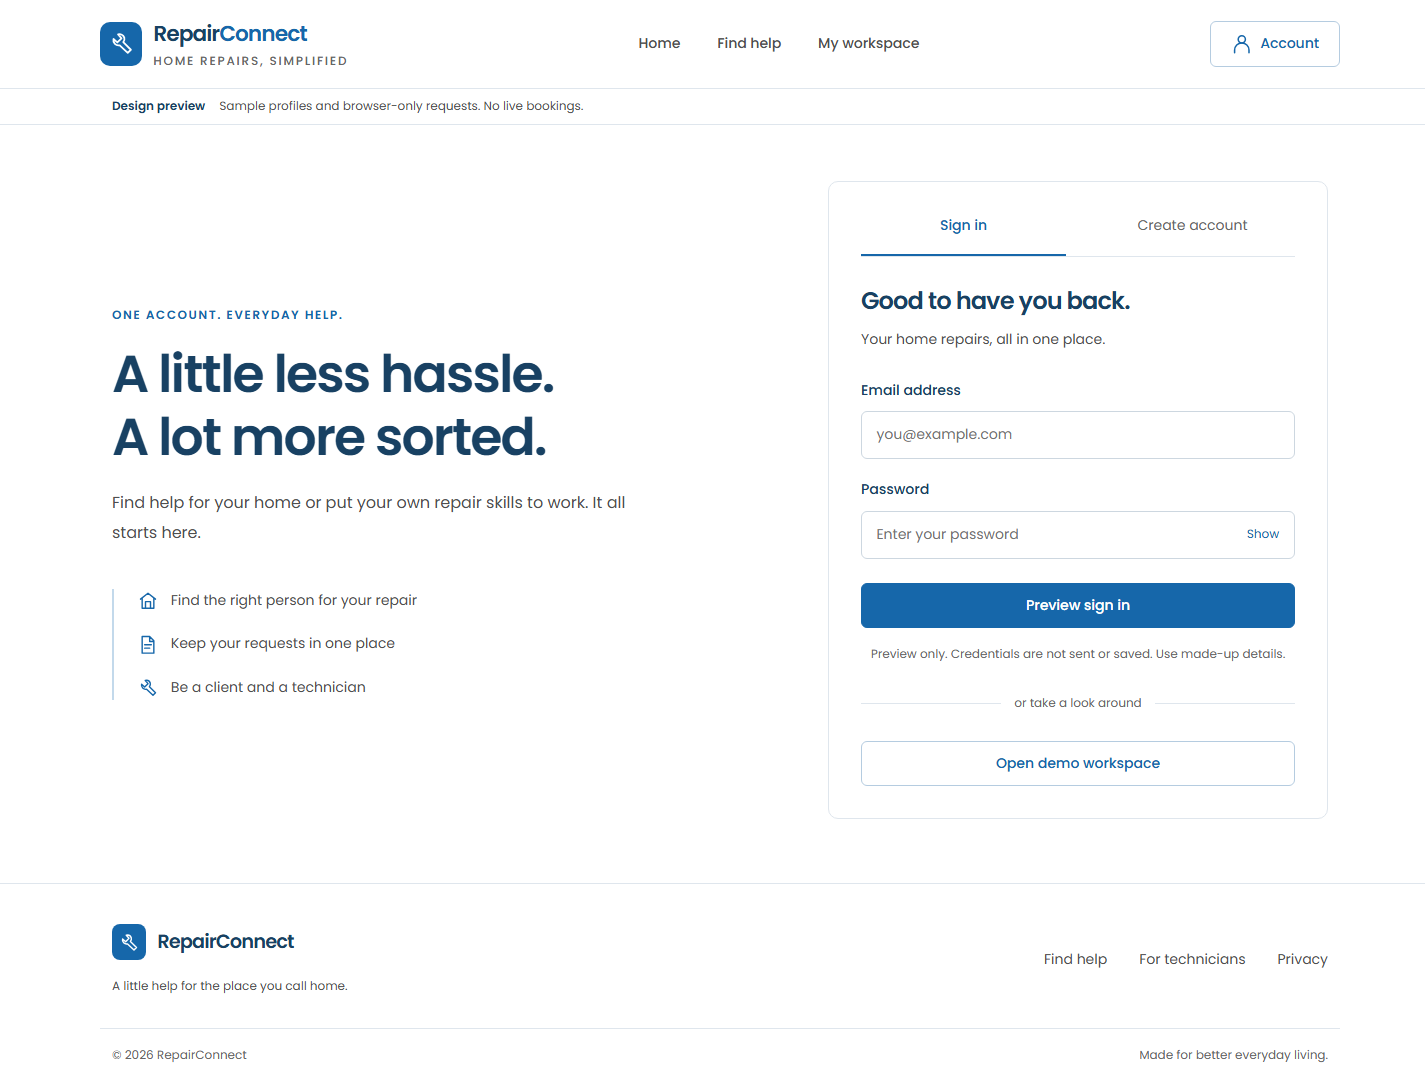 RepairConnect
HOME REPAIRS, SIMPLIFIED
Home
Find help
My workspace
Account
Design preview
Sample profiles and browser-only requests. No live bookings.
ONE ACCOUNT. EVERYDAY HELP.
A little less hassle.
A lot more sorted.
Find help for your home or put your own repair skills to work. It all
starts here.
Find the right person for your repair
Keep your requests in one place
Be a client and a technician
Sign in
Create account
Good to have you back.
Your home repairs, all in one place.
Email address
you@example.com
Password
Enter your password
Show
Preview sign in
Preview only. Credentials are not sent or saved. Use made-up details.
or take a look around
Open demo workspace
RepairConnect
A little help for the place you call home.
Find help
For technicians
Privacy
© 2026 RepairConnect
Made for better everyday living.